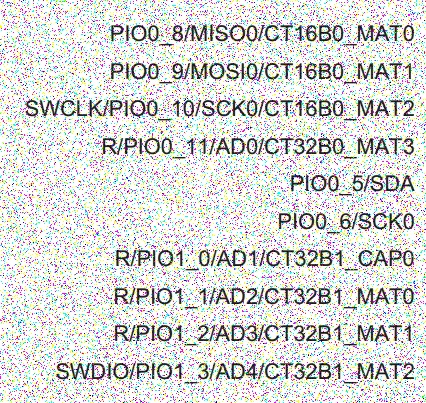 PIO0_8/MISO0/CT16B0_MAT0
PIO0_9/MOSI0/CT16B0_MAT1
SWCLK/PIO0_10/SCK0/CT16B0_MAT2
R/PIO0_11/AD0/CT32B0_MAT3
PIO0_5/SDA
PIO0_6/SCK0
R/PIO1_0/AD1/CT32B1_CAP0
R/PIO1_1/AD2/CT32B1_MAT0
R/PIO1_2/AD3/CT32B1_MAT1
SWDIO/PIO1_3/AD4/CT32B1_MAT2